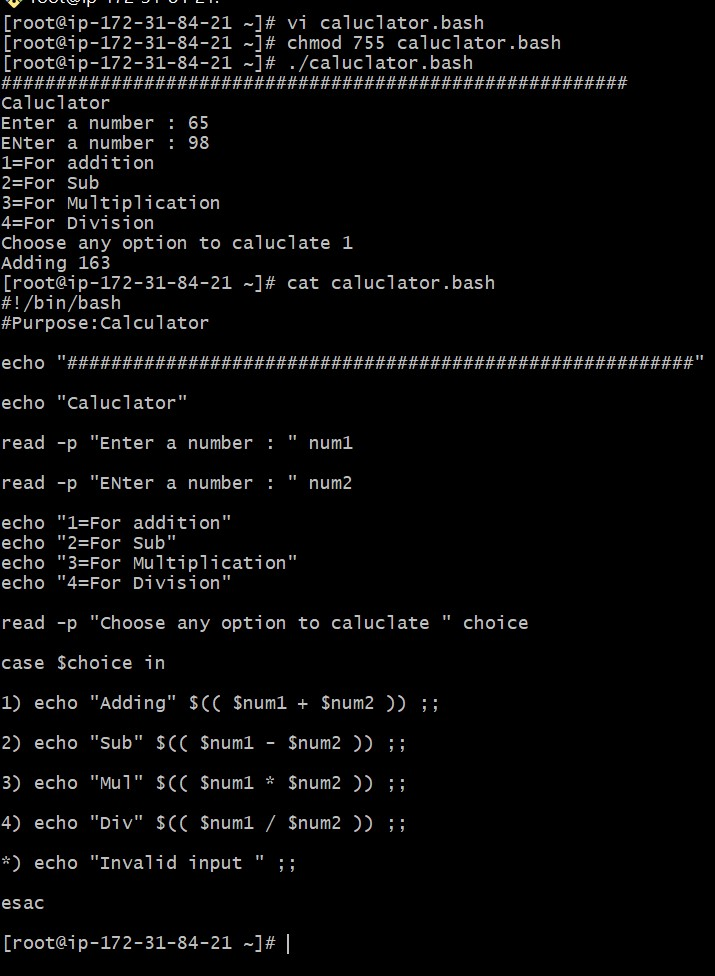 [root@ip-172-31-84-21 ~]# vi caluclator.bash
[root@ip-172-31-84-21 ~]# chmod 755 caluclator.bash
[root@ip-172-31-84-21 ~]# ./caluclator.bash
#########################################################
Caluclator
Enter a number : 65
ENter a number : 98
1=For addition
2=For Sub
3=For Multiplication
4=For Division
Choose any option to caluclate 1
Adding 163
[root@ip-172-31-84-21 ~]# cat caluclator.bash
#!/bin/bash
#Purpose:Calculator
echo "#########################################################"
echo "Caluclator"
read -p "Enter a number : " num1
read -p "ENter a number : " num2
echo "1=For addition"
echo "2=For Sub"
echo "3=For Multiplication"
echo "4=For Division"
read -p "Choose any option to caluclate " choice
case $choice in
1) echo "Adding" $(( $num1 + $num2 )) ;;
2) echo "Sub" $(( $num1 - $num2 )) ;;
3) echo "Mul" $(( $num1 * $num2 )) ;;
4) echo "Div" $(( $num1 / $num2 )) ;;
*) echo "Invalid input " ;;
esac
[root@ip-172-31-84-21 ~]#